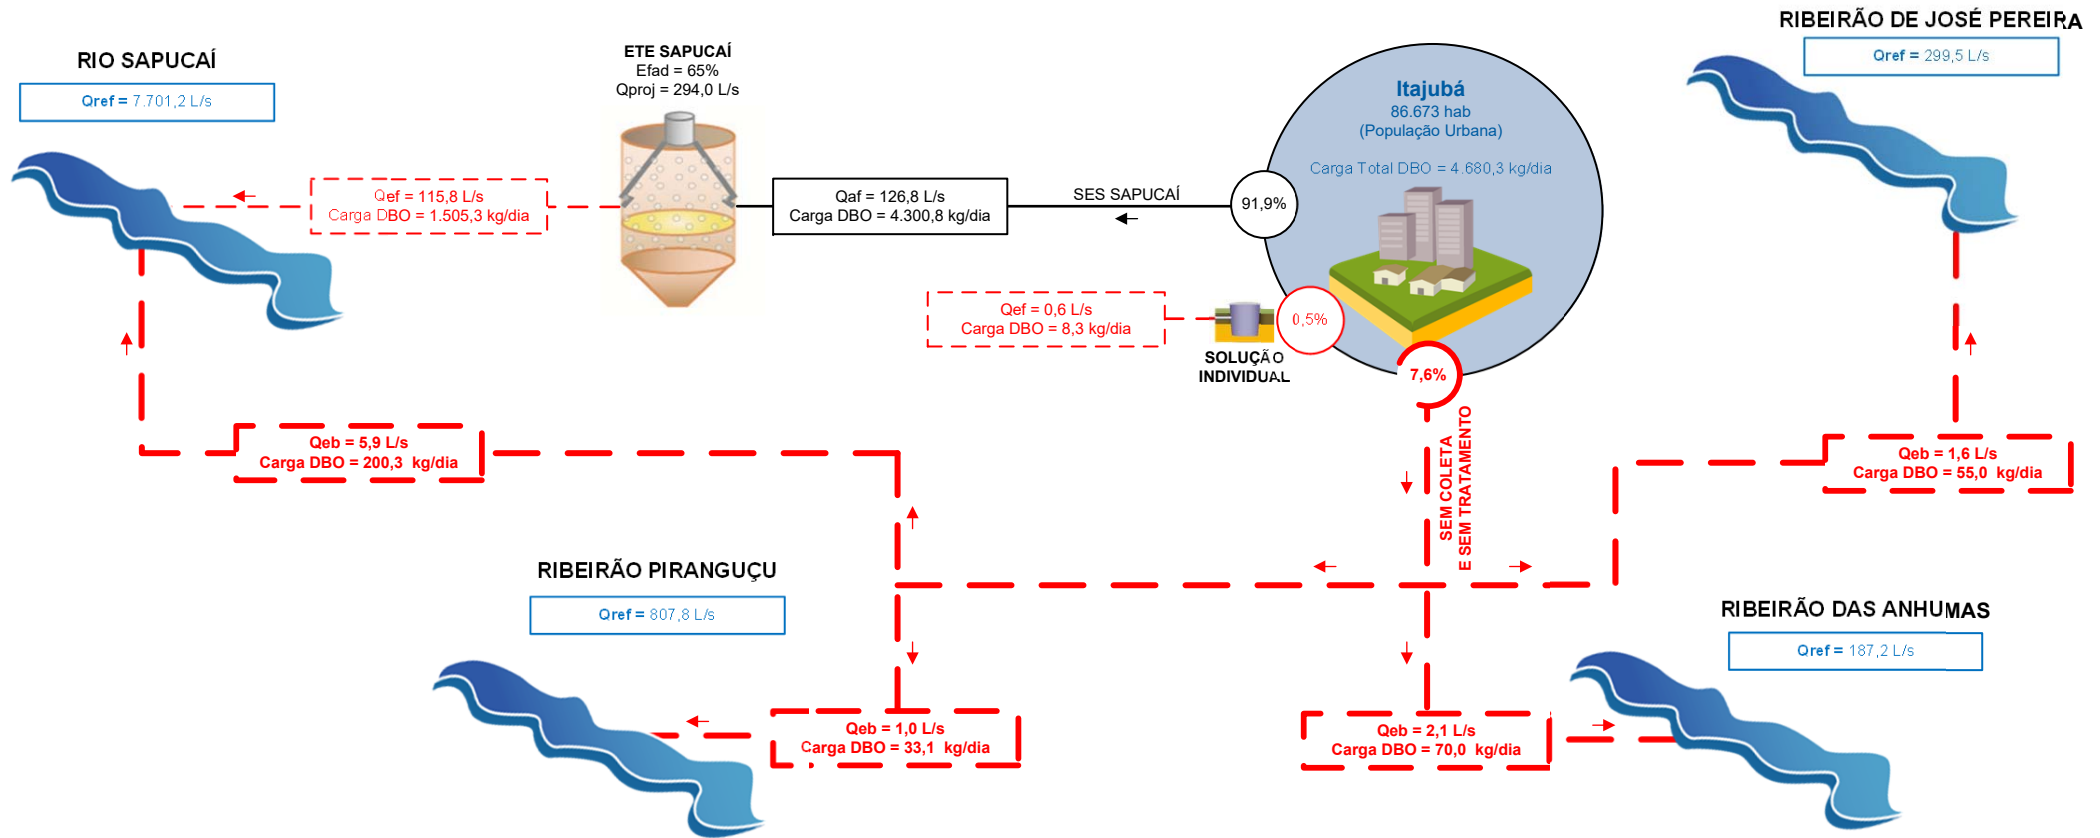 RIO SAPUCAÍ
Qref = 7.701,2 L/s
ETE SAPUCAÍ
Efad = 65%
Qproj = 294,0 L/s
Itajubá
86.673 hab
(População Urbana)
Carga Total DBO = 4.680,3 kg/dia
RIBEIRÃO DE JOSÉ PEREIRA
Qref = 299,5 L/s
Qef = 115,8 L/s
Carga DBO = 1.505,3 kg/dia
Qaf = 126,8 L/s
Carga DBO = 4.300,8 kg/dia
SES SAPUCAÍ
91,9%
Qef = 0,6 L/s
Carga DBO = 8,3 kg/dia
0,5%
SOLUÇÃO
INDIVIDUAL
7,6%
SEM COLETA
E SEM TRATAMENTO
Qeb = 5,9 L/s
Carga DBO = 200,3 kg/dia
Qeb = 1,6 L/s
Carga DBO = 55,0 kg/dia
RIBEIRÃO PIRANGUÇU
Qref = 807,8 L/s
RIBEIRÃO DAS ANHUMAS
Qref = 187,2 L/s
Qeb = 1,0 L/s
Carga DBO = 33,1 kg/dia
Qeb = 2,1 L/s
Carga DBO = 70,0 kg/dia